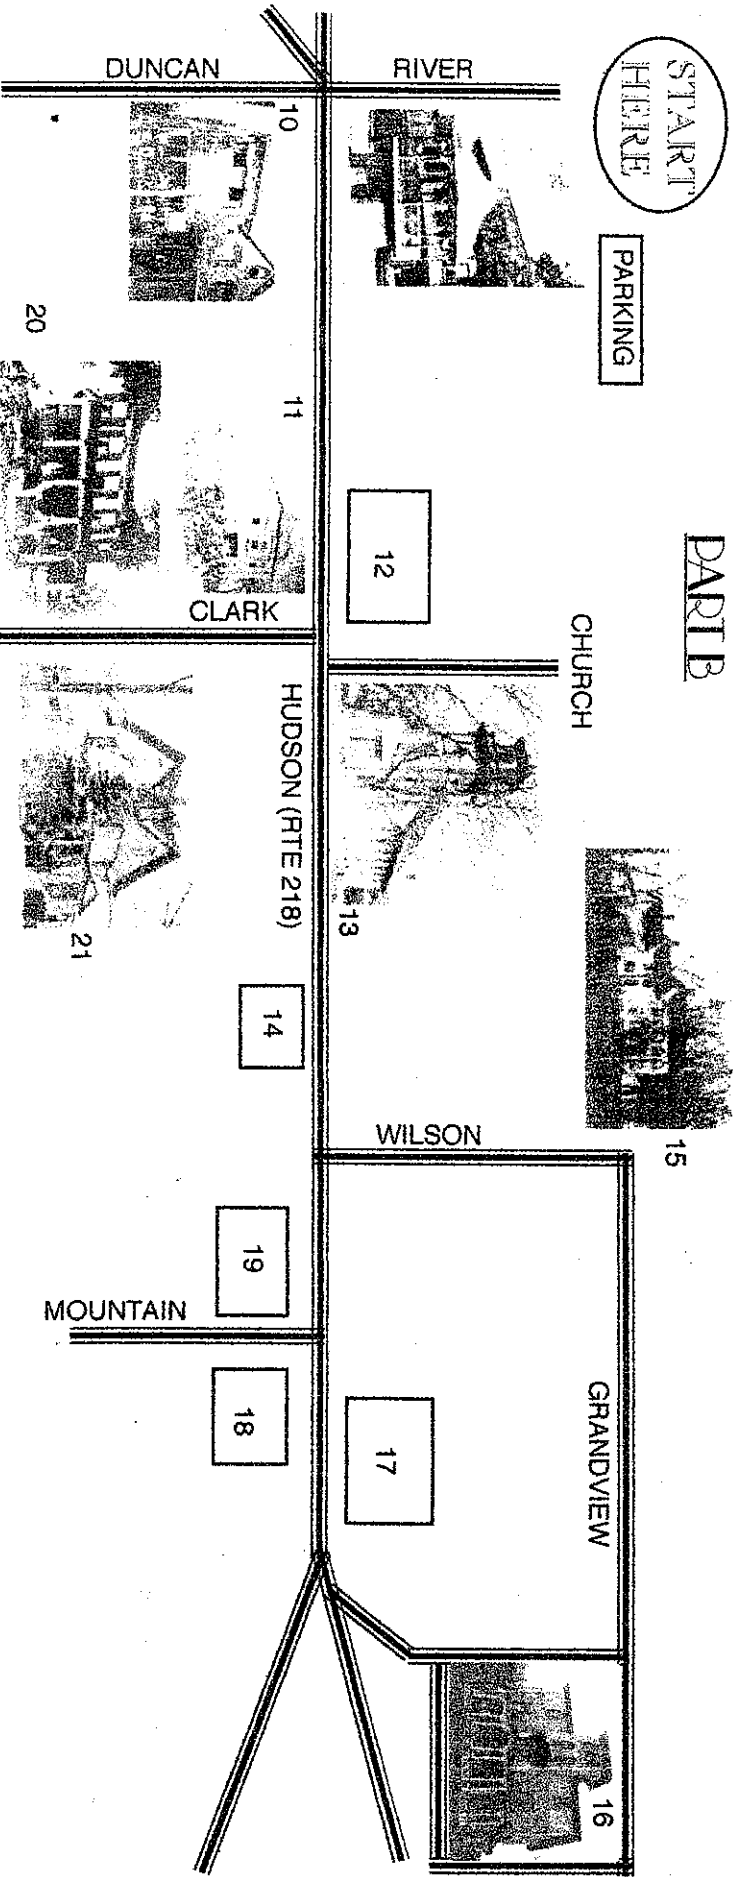 START
HERE
PARKING
PART B
DUNCAN
RIVER
10
11
20
12
CLARK
CHURCH
HUDSON (RTE 218)
13
21
14
15
WILSON
19
MOUNTAIN
18
17
GRANDVIEW
16